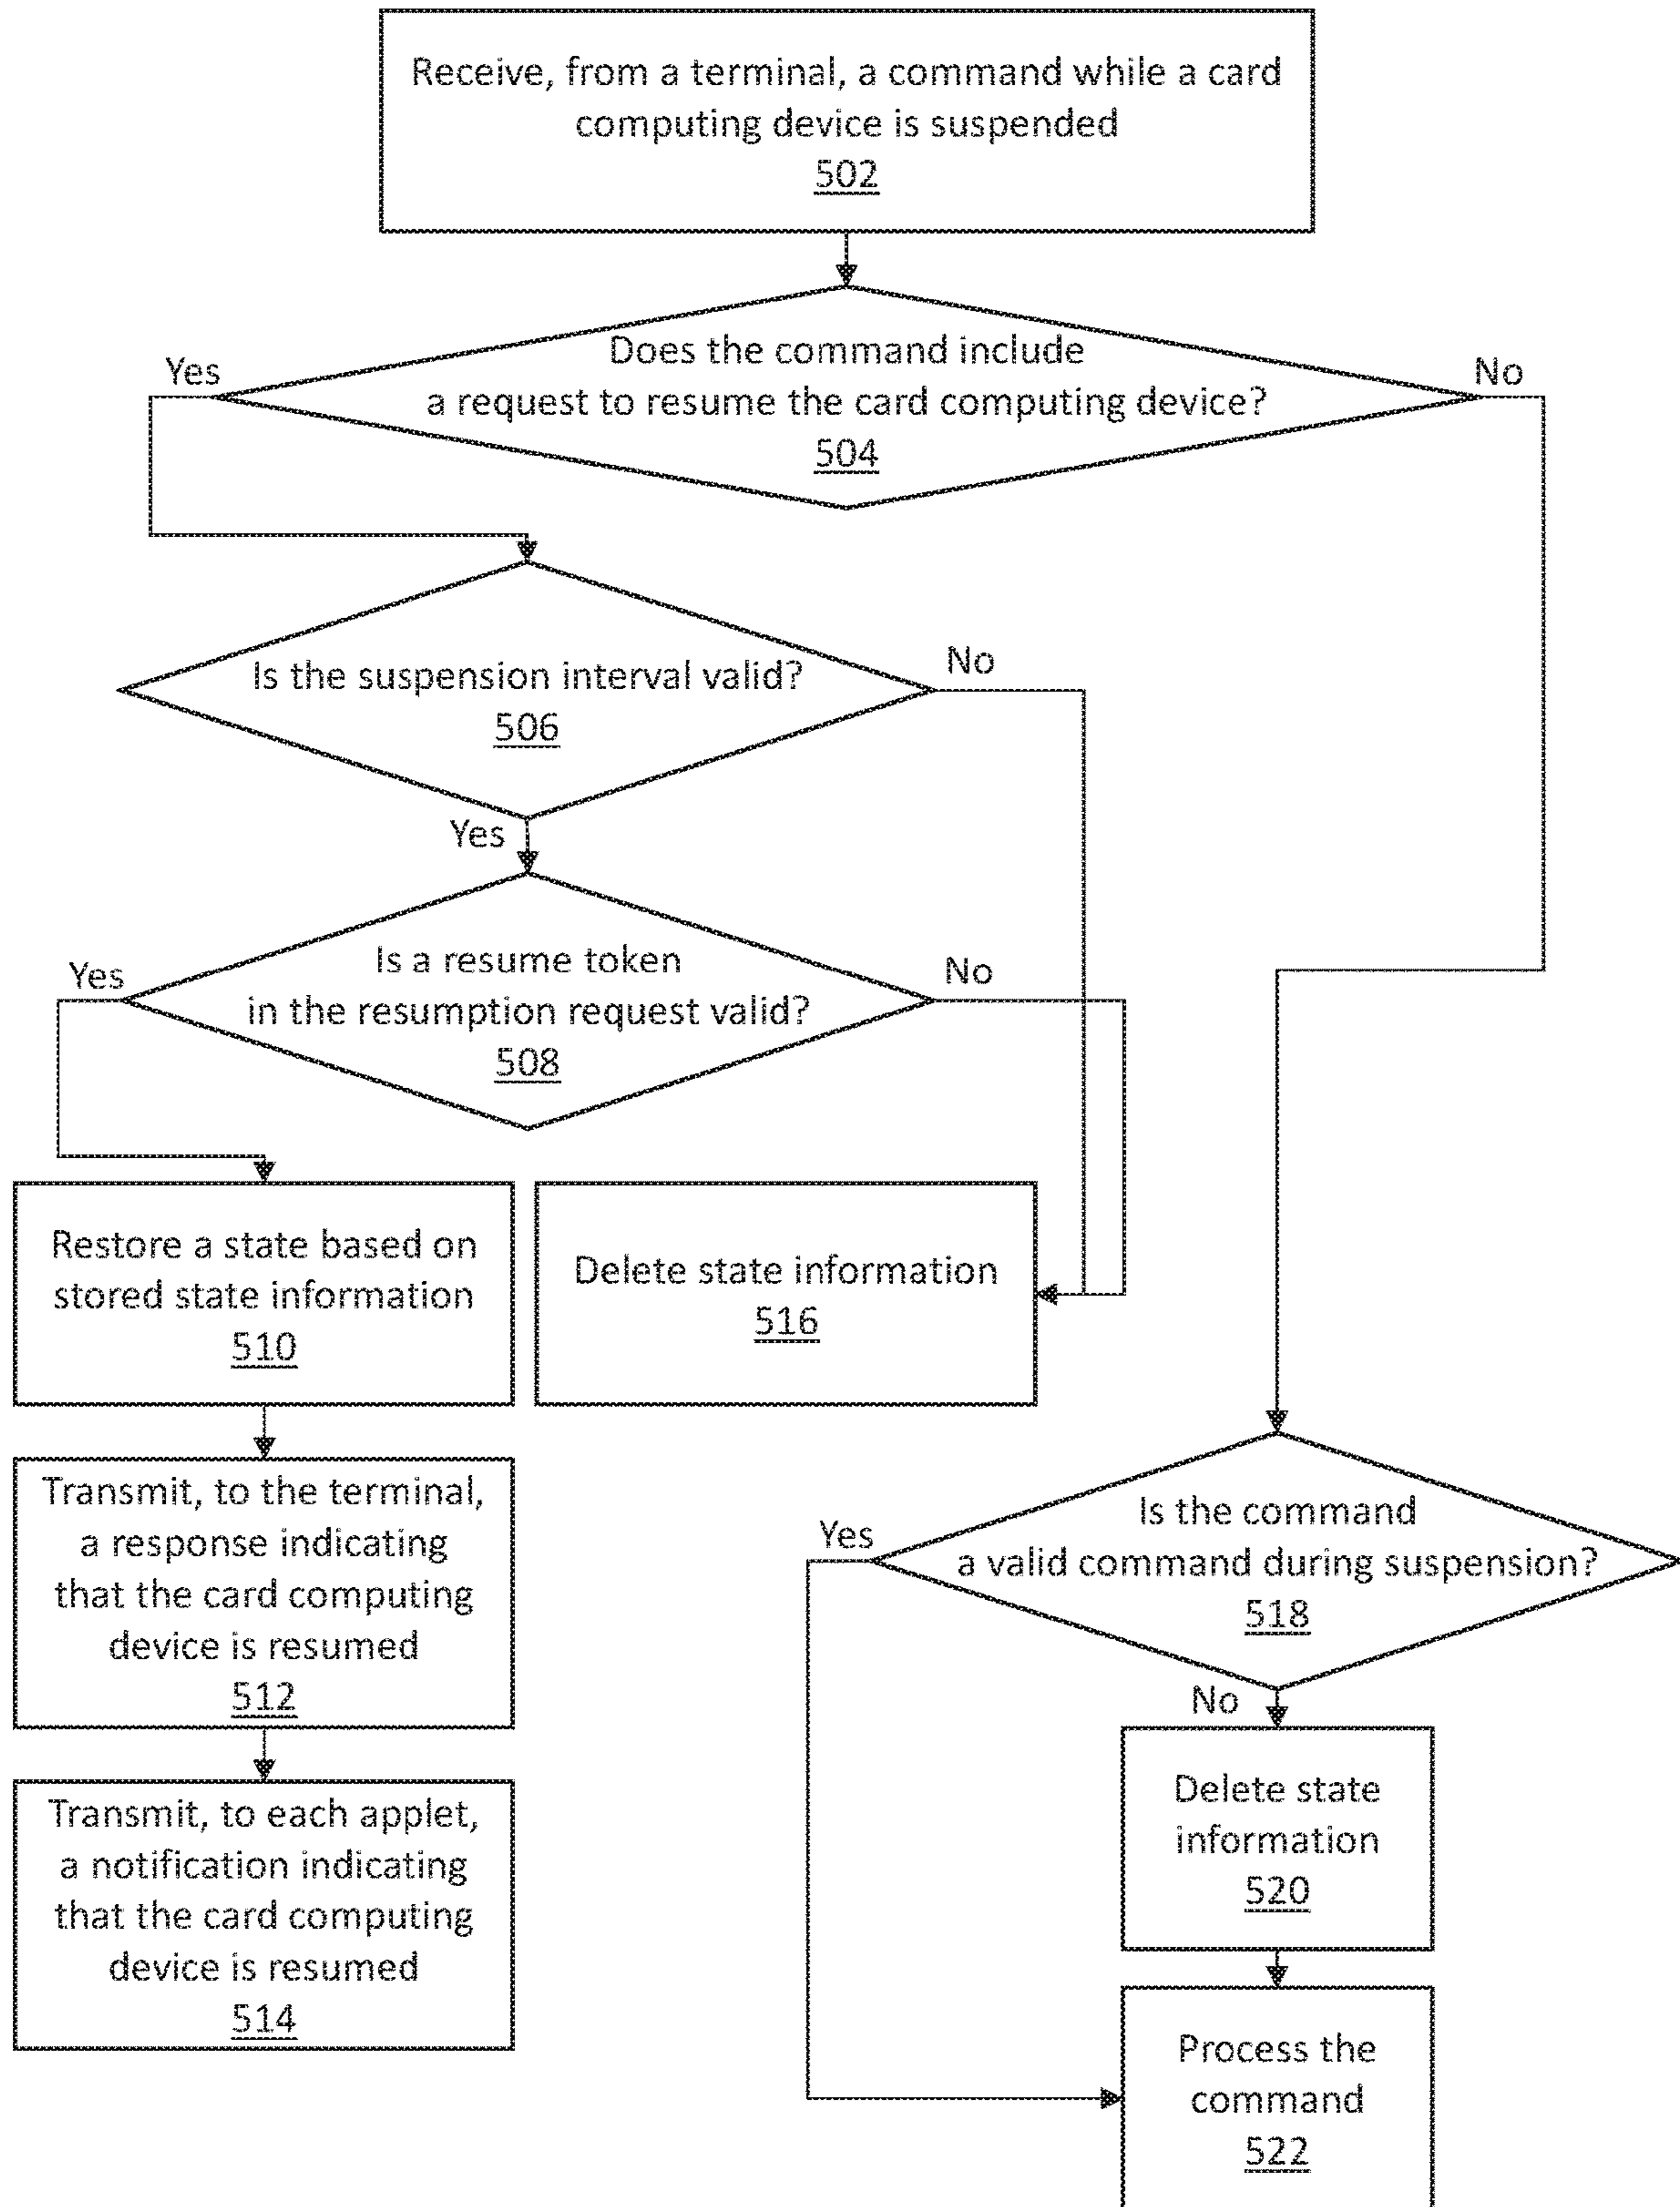 Receive, from a terminal, a command while a card
computing device is suspended
502
Does the command include
a request to resume the card computing device?
504
Yes
No
Is the suspension interval valid?
506
No
Yes
Is a resume token
in the resumption request valid?
508
Yes
No
Restore a state based on
stored state information
510
Delete state information
516
Transmit, to the terminal,
a response indicating
that the card computing
device is resumed
512
Transmit, to each applet,
a notification indicating
that the card computing
device is resumed
514
Is the command
a valid command during suspension?
518
Yes
No
Delete state
information
520
Process the
command
522